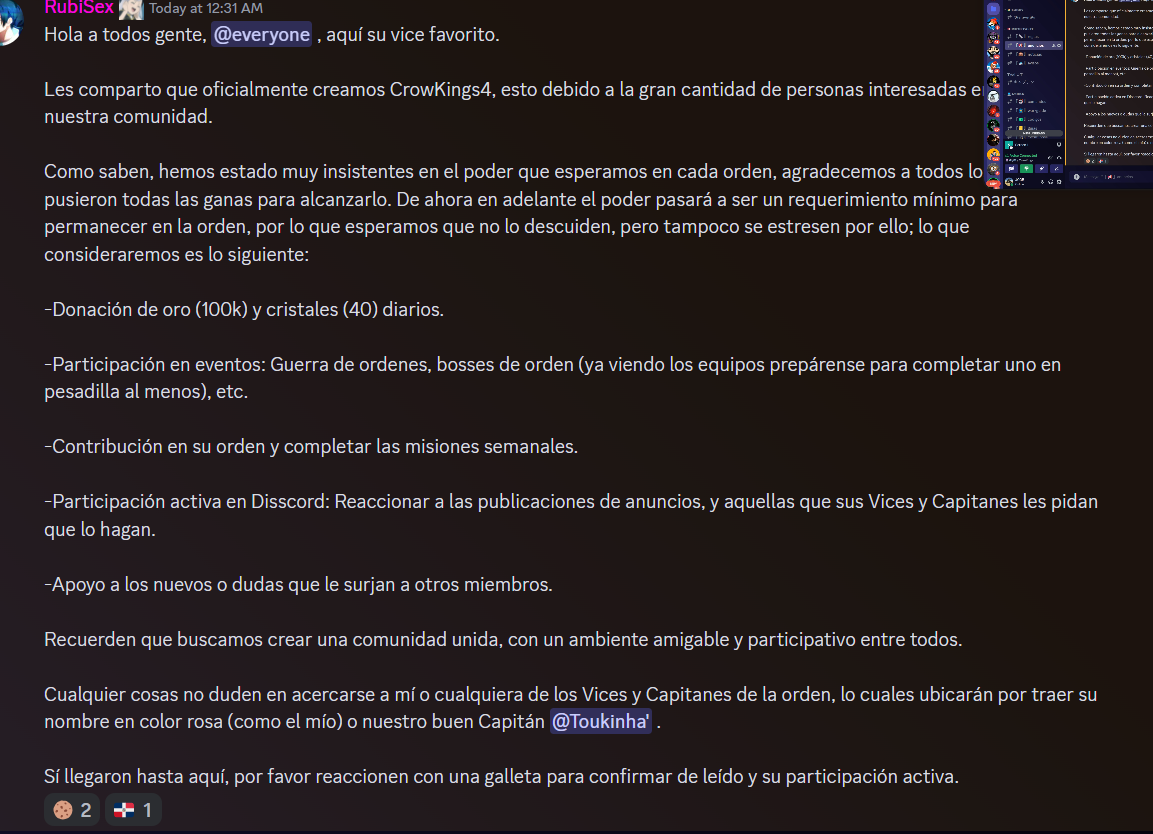 RubiSex Today at 12:31 AM
Hola a todos gente, @everyone , aquí su vice favorito.
Les comparto que oficialmente creamos CrowKings4, esto debido a la gran cantidad de personas interesadas e
nuestra comunidad.
Como saben, hemos estado muy insistentes en el poder que esperamos en cada orden, agradecemos a todos lo
pusieron todas las ganas para alcanzarlo. De ahora en adelante el poder pasará a ser un requerimiento mínimo para
permanecer en la orden, por lo que esperamos que no lo descuiden, pero tampoco se estresen por ello; lo que
consideraremos es lo siguiente:
-Donación de oro (100k) y cristales (40) diarios.
-Participación en eventos: Guerra de ordenes, bosses de orden (ya viendo los equipos prepárense para completar uno en
pesadilla al menos), etc.
-Contribución en su orden y completar las misiones semanales.
-Participación activa en Disscord: Reaccionar a las publicaciones de anuncios, y aquellas que sus Vices y Capitanes les pidan
que lo hagan.
-Apoyo a los nuevos o dudas que le surjan a otros miembros.
Recuerden que buscamos crear una comunidad unida, con un ambiente amigable y participativo entre todos.
Cualquier cosas no duden en acercarse a mí o cualquiera de los Vices y Capitanes de la orden, lo cuales ubicarán por traer su
nombre en color rosa (como el mío) o nuestro buen Capitán @Toukinha' .
Sí llegaron hasta aquí, por favor reaccionen con una galleta para confirmar de leído y su participación activa.
2 1